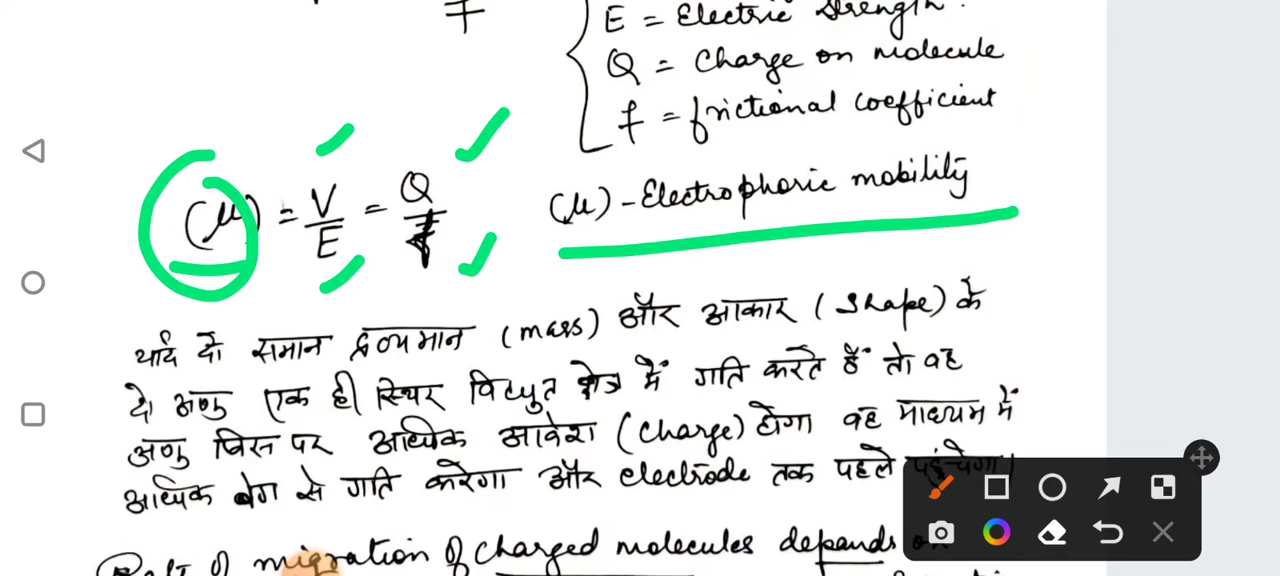 f
E = Electric strength.
Q = Charge on molecule
f = frictional coefficient
(μ) = V/E = Q/f
(μ) - Electrophoric mobility
यदि दो समान द्रव्यमान (mass) और आकार (shape) के
दो अणु एक ही स्थिर विद्युत क्षेत्र में गति करते हैं तो वह
अणु जिस पर अधिक आवेश (charge) होगा वह माध्यम में
अधिक वेग से गति करेगा और electrode तक पहले पहुंचेगा।
of migration of charged molecules depends on